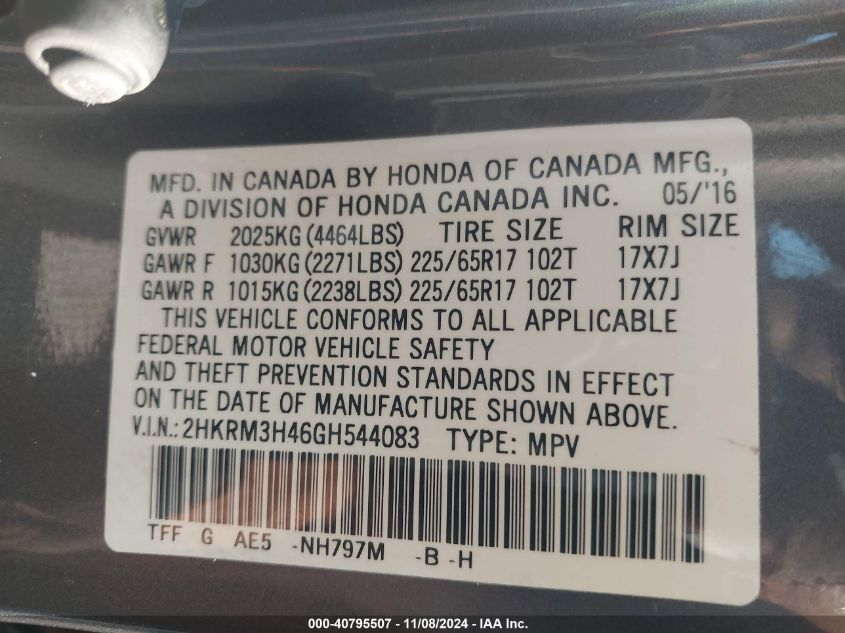 MFD. IN CANADA BY HONDA OF CANADA MFG.,
A DIVISION OF HONDA CANADA INC. 05/'16
GVWR 2025KG (4464LBS) TIRE SIZE RIM SIZE
GAWR F 1030KG (2271LBS) 225/65R17 102T 17X7J
GAWR R 1015KG (2238LBS) 225/65R17 102T 17X7J
THIS VEHICLE CONFORMS TO ALL APPLICABLE
FEDERAL MOTOR VEHICLE SAFETY
AND THEFT PREVENTION STANDARDS IN EFFECT
ON THE DATE OF MANUFACTURE SHOWN ABOVE.
V.I.N.: 2HKRM3H46GH544083 TYPE: MPV
TFF G AE5 -NH797M -B -H
000-40795507 - 11/08/2024 - IAA Inc.